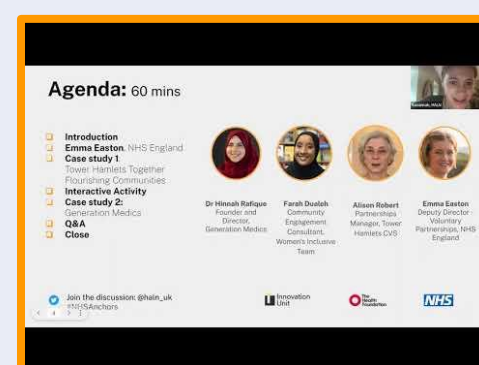 Agenda: 60 mins
Introduction
Emma Easton, NHS England
Case study 1
Tower Hamlets Together
Flourishing Communities
Interactive Activity
Case study 2:
Generation Medics
Q&A
Close
Dr Hinnah Rafique
Founder and
Director,
Generation Medics
Farah Dualeh
Community
Engagement
Consultant,
Women's Inclusive
Team
Alison Robert
Partnerships
Manager, Tower
Hamlets CVS
Emma Easton
Deputy Director
Voluntary
Partnerships, NHS
England
Join the discussion: @haln_uk
#NHSAnchors
4
Innovation
Unit
The
Health
Foundation
NHS